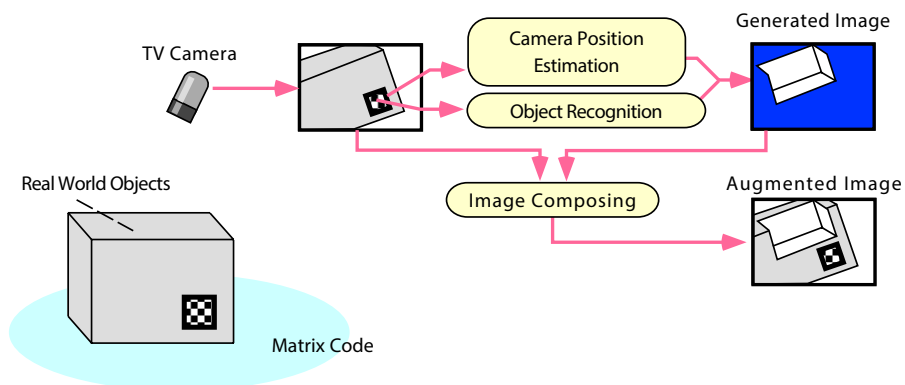 Generated Image
TV Camera
Camera Position
Estimation
Object Recognition
Real World Objects
Image Composing
Augmented Image
Matrix Code